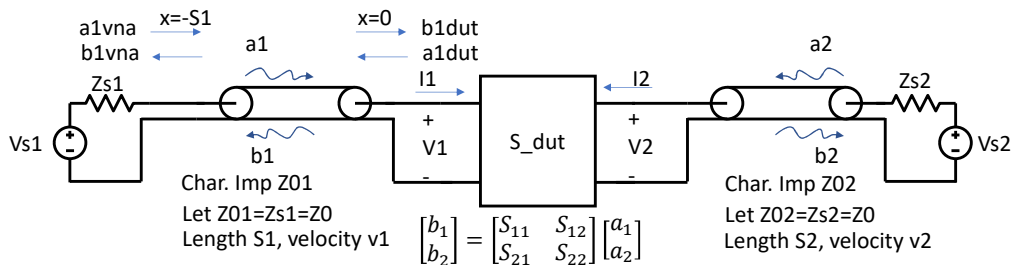 a1vna x=-S1 x=0 b1dut
b1vna a1dut
a1 a2
Zs1 I1 I2 Zs2
+ +
Vs1 V1 S_dut V2 Vs2
b1 - - b2
Char. Imp Z01 Char. Imp Z02
Let Z01=Zs1=Z0 Let Z02=Zs2=Z0
Length S1, velocity v1 Length S2, velocity v2
[b₁ b₂] = [S₁₁ S₁₂ S₂₁ S₂₂] [a₁ a₂]